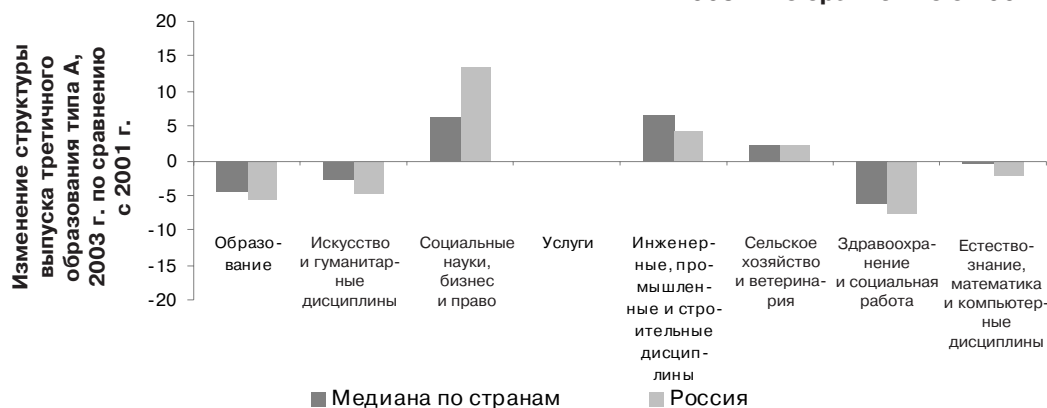 20
15
10
5
0
-5
-10
-15
-20
Изменение структуры
выпуска третичного
образования типа А,
2003 г. по сравнению
с 2001 г.
Образо-
вание
Искусство
и гуманитар-
ные
дисциплины
Социальные
науки,
бизнес
и право
Услуги
Инженер-
ные, про-
мышлен-
ные и стро-
ительные
дисцип-
лины
Сельское
хозяйство
и ветерина-
рия
Здравоохра-
нение
и социальная
работа
Естество-
знание,
математика
и компьютер-
ные
дисциплины
Медиана по странам
Россия